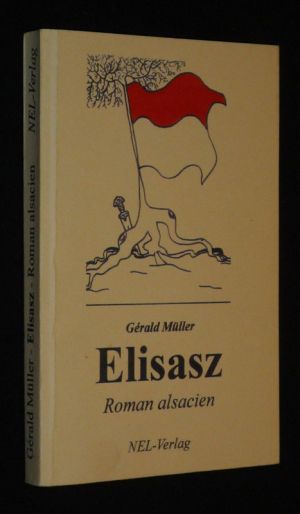 Gérald Müller
Elisasz
Roman alsacien
NEL-Verlag
Gérald Müller - Elisasz - Roman alsacien NEL-Verlag